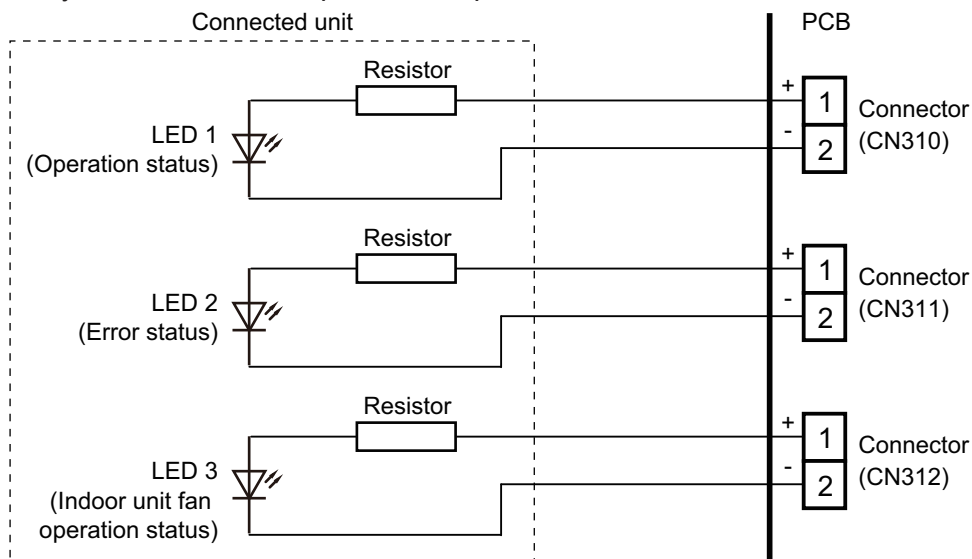 Connected unit
PCB
Resistor
LED 1
(Operation status)
+
-
1
2
Connector
(CN310)
Resistor
LED 2
(Error status)
+
-
1
2
Connector
(CN311)
Resistor
LED 3
(Indoor unit fan
operation status)
+
-
1
2
Connector
(CN312)